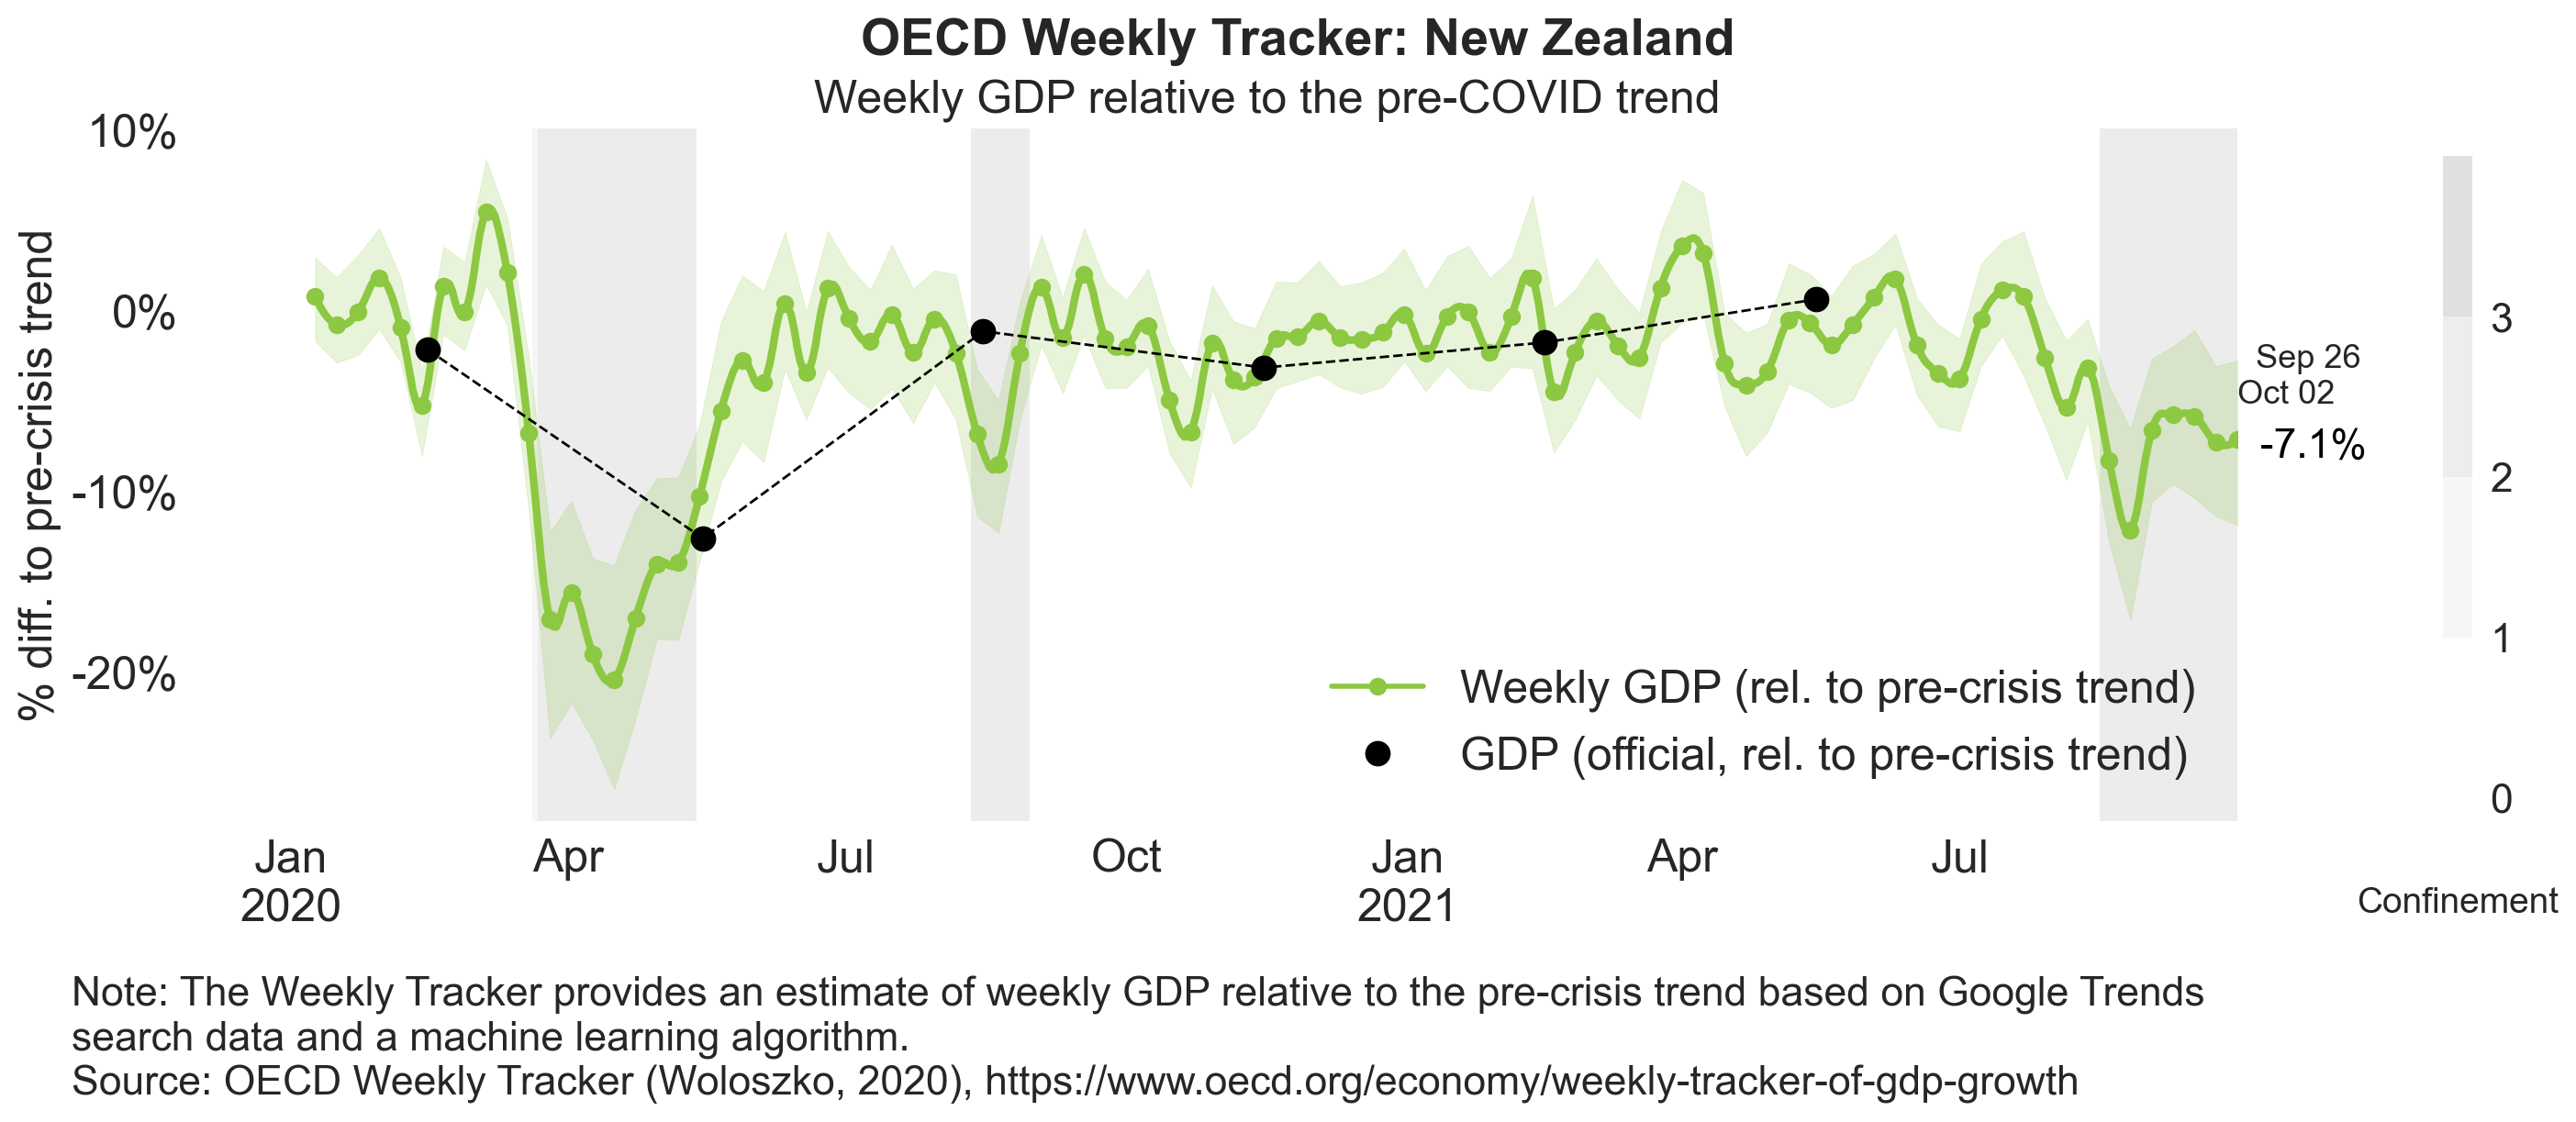 OECD Weekly Tracker: New Zealand
Weekly GDP relative to the pre-COVID trend
% diff. to pre-crisis trend
10%
0%
-10%
-20%
Sep 26
Oct 02
-7.1%
3
2
1
0
Confinement
Weekly GDP (rel. to pre-crisis trend)
GDP (official, rel. to pre-crisis trend)
Jan
2020
Apr
Jul
Oct
Jan
2021
Apr
Jul
Note: The Weekly Tracker provides an estimate of weekly GDP relative to the pre-crisis trend based on Google Trends
search data and a machine learning algorithm.
Source: OECD Weekly Tracker (Woloszko, 2020), https://www.oecd.org/economy/weekly-tracker-of-gdp-growth